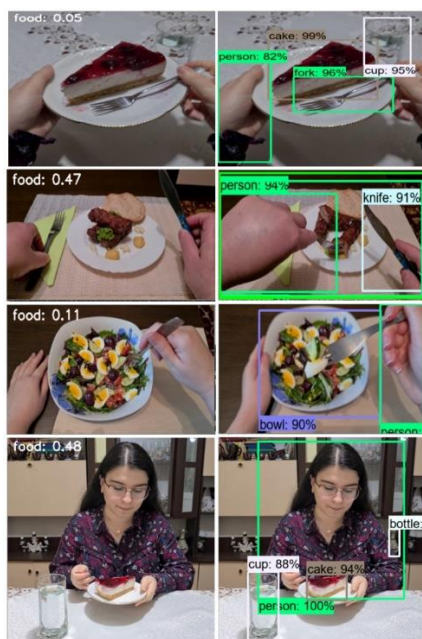 food: 0.05
cake: 99%
person: 82%
fork: 96%
cup: 95%
food: 0.47
person: 94%
knife: 91%
food: 0.11
bowl: 90%
person:
food: 0.48
bottle:
cup: 88%
cake: 94%
person: 100%